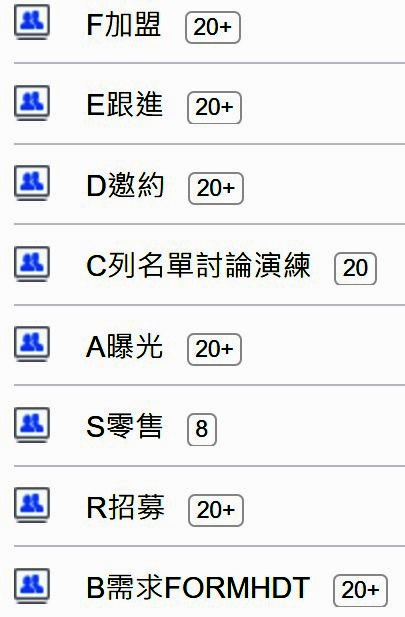 F加盟 20+
E跟進 20+
D邀約 20+
C列名單討論演練 20
A曝光 20+
S零售 8
R招募 20+
B需求FORMHDT 20+